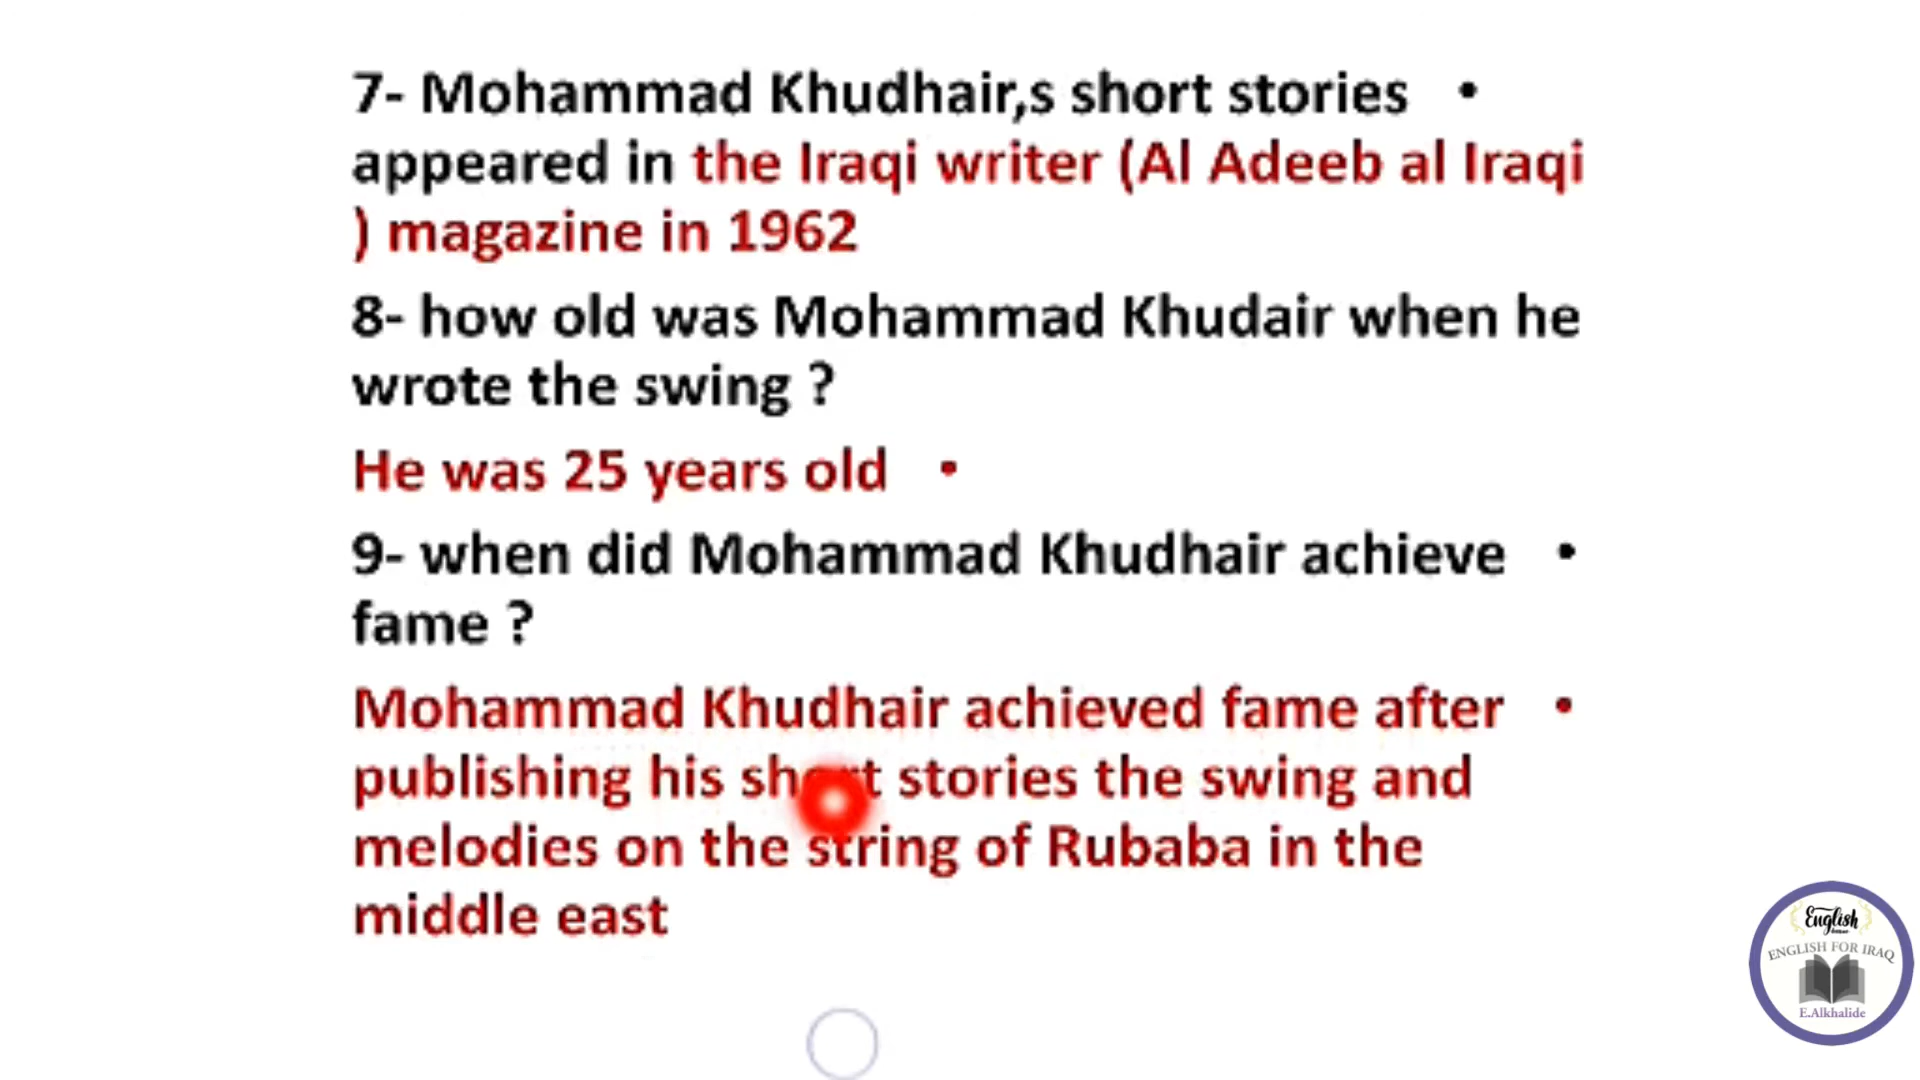 7- Mohammad Khudhair,s short stories •
appeared in the Iraqi writer (Al Adeeb al Iraqi
) magazine in 1962
8- how old was Mohammad Khudair when he
wrote the swing ?
He was 25 years old •
9- when did Mohammad Khudhair achieve •
fame ?
Mohammad Khudhair achieved fame after •
publishing his short stories the swing and
melodies on the string of Rubaba in the
middle east
English
ENGLISH FOR IRAQ
E.Alkhalide